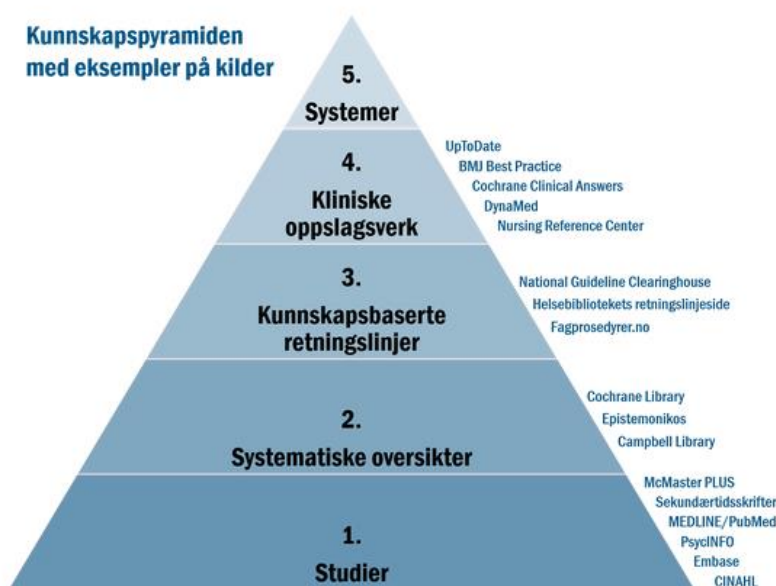 Kunnskapspyramiden
med eksempler på kilder
5.
Systemer
UpToDate
BMJ Best Practice
4.
Cochrane Clinical Answers
Kliniske
DynaMed
oppslagsverk
Nursing Reference Center
3.
National Guideline Clearinghouse
Kunnskapsbaserte
Helsebibliotekets retningslinjeside
retningslinjer
Fagprosedyrer.no
Cochrane Library
2.
Epistemonikos
Systematiske oversikter
Campbell Library
McMaster PLUS
Sekundærtidsskrifter
MEDLINE/PubMed
1.
PsycINFO
Embase
Studier
CINAHL